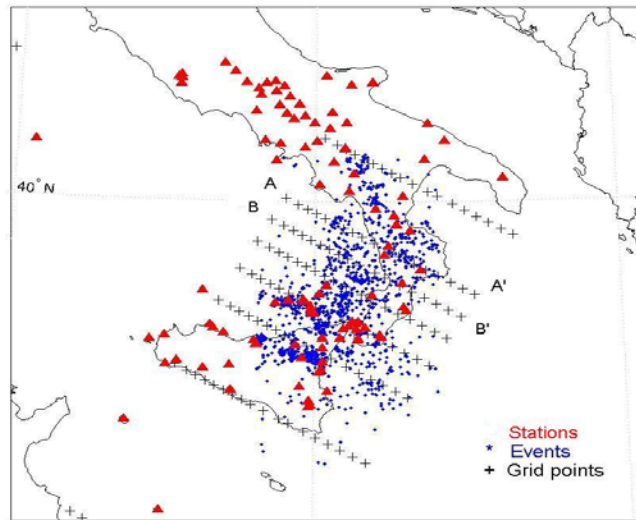 A
40° N
B
A'
B'
Stations
* Events
+ Grid points